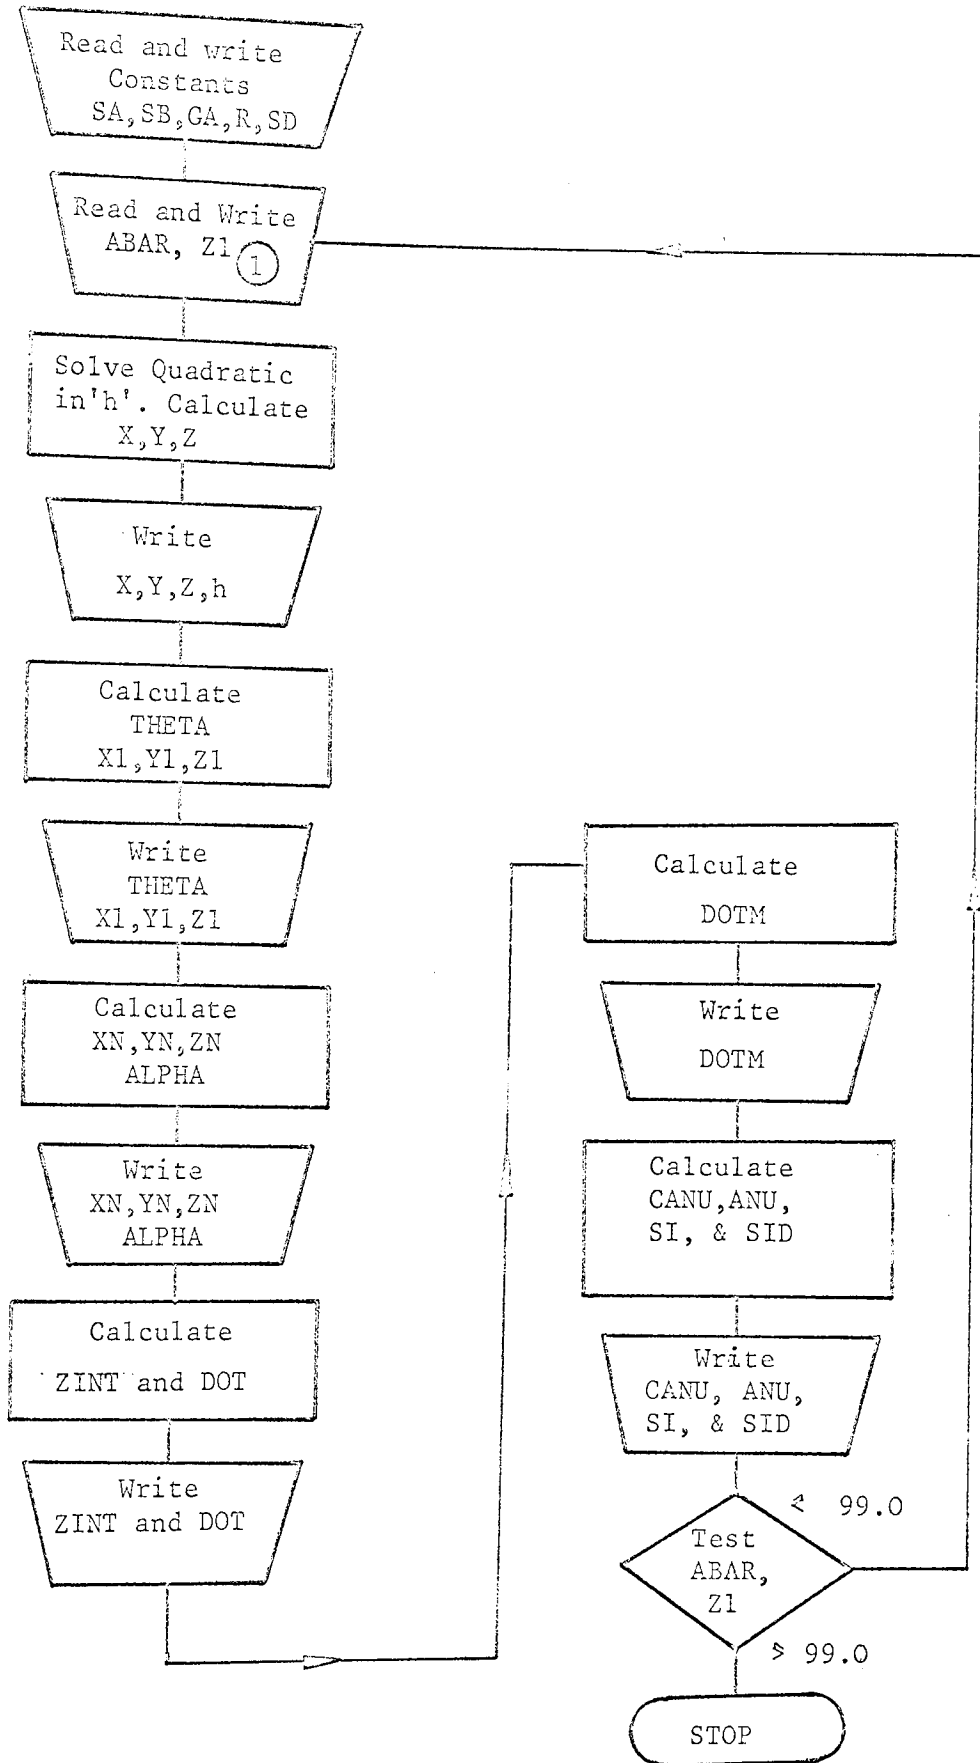 Read and write
Constants
SA,SB,GA,R,SD
Read and Write
ABAR, Z1
1
Solve Quadratic
in'h'. Calculate
X,Y,Z
Write
X,Y,Z,h
Calculate
THETA
X1,Y1,Z1
Write
THETA
X1,Y1,Z1
Calculate
XN,YN,ZN
ALPHA
Write
XN,YN,ZN
ALPHA
Calculate
ZINT and DOT
Write
ZINT and DOT
Calculate
DOTM
Write
DOTM
Calculate
CANU,ANU,
SI, & SID
Write
CANU, ANU,
SI, & SID
< 99.0
Test
ABAR,
Z1
⩾ 99.0
STOP